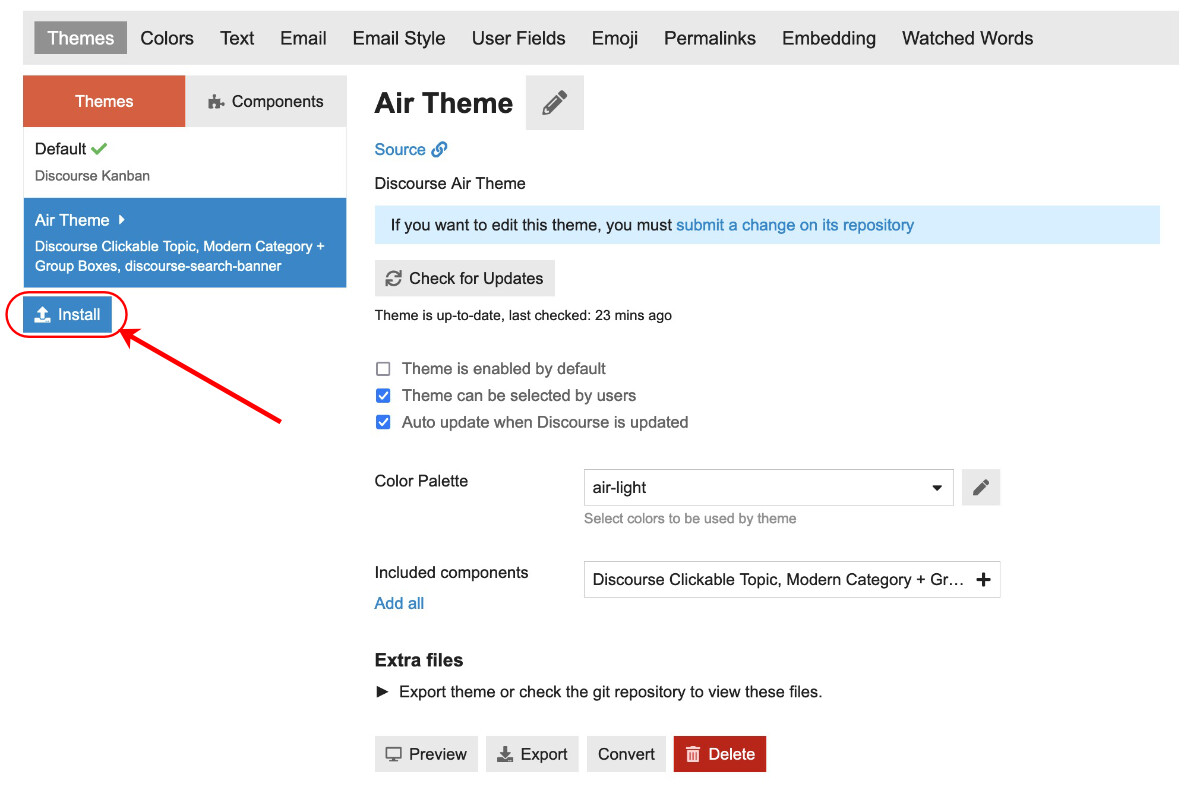 Themes Colors Text Email Email Style User Fields Emoji Permalinks Embedding Watched Words
Themes Components
Default
Discourse Kanban
Air Theme
Discourse Clickable Topic, Modern Category +
Group Boxes, discourse-search-banner
Install
Air Theme
Source
Discourse Air Theme
If you want to edit this theme, you must submit a change on its repository
Check for Updates
Theme is up-to-date, last checked: 23 mins ago
Theme is enabled by default
Theme can be selected by users
Auto update when Discourse is updated
Color Palette
air-light
Select colors to be used by theme
Included components
Discourse Clickable Topic, Modern Category + Gr...
Add all
Extra files
Export theme or check the git repository to view these files.
Preview Export Convert Delete